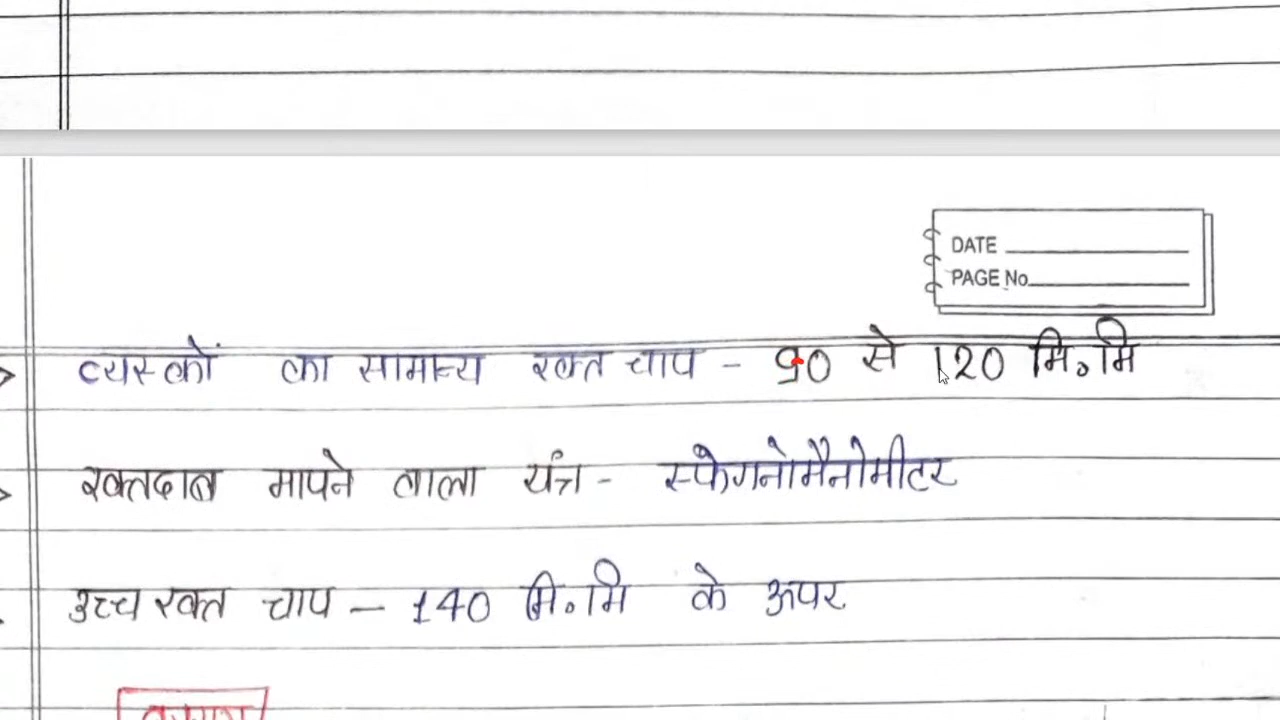 DATE
PAGE No.
व्यस्कों का सामान्य रक्त चाप - 90 से 120 मि.मि
रक्तदाब मापने वाला यंत्र - स्फेगनोमैनोमीटर
उच्च रक्त चाप - 140 मि.मि के ऊपर